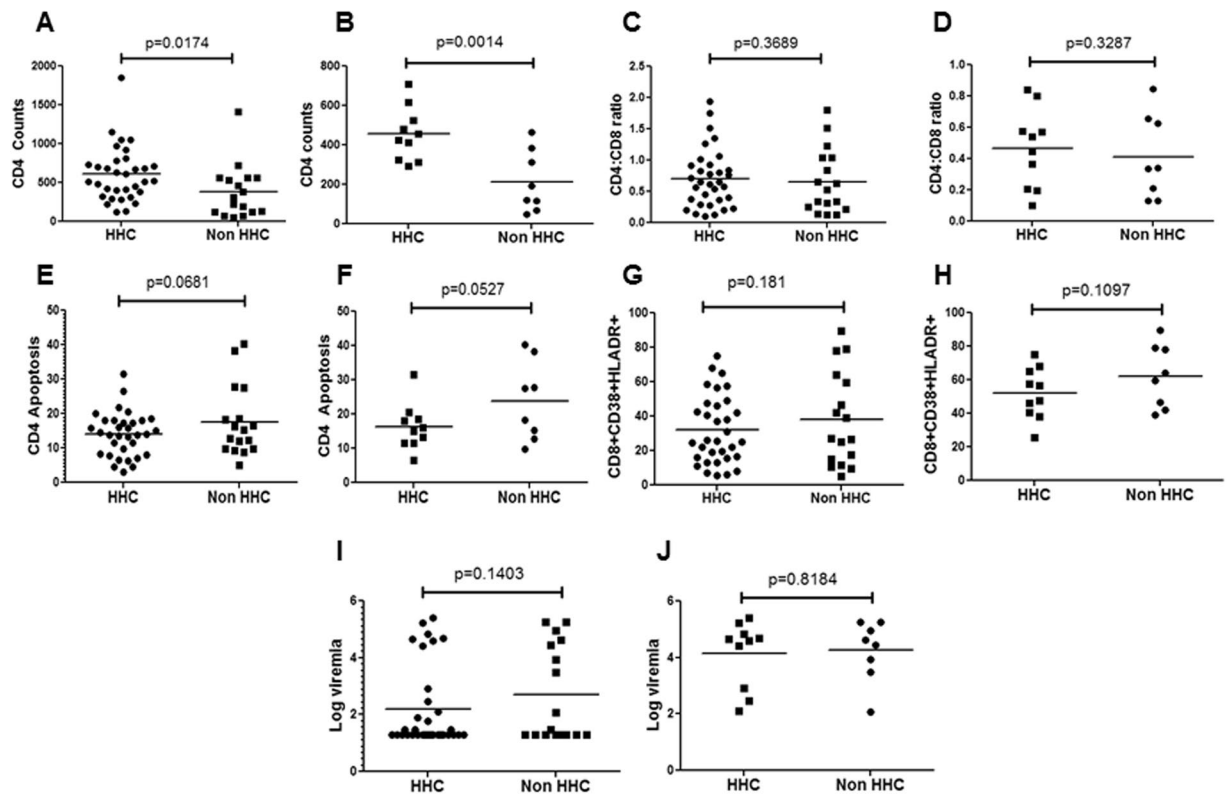 A
B
C
D
p=0.0174
p=0.0014
p=0.3689
p=0.3287
CD4 Counts
2000
1500
1000
500
0
HHC
Non HHC
CD4 counts
800
600
400
200
0
HHC
Non HHC
CD4:CD8 ratio
2.5
2.0
1.5
1.0
0.5
0.0
HHC
Non HHC
CD4:CD8 ratio
1.0
0.8
0.6
0.4
0.2
0.0
HHC
Non HHC
E
F
G
H
p=0.0681
p=0.0527
p=0.181
p=0.1097
CD4 Apoptosis
50
40
30
20
10
0
HHC
Non HHC
CD4 Apoptosis
50
40
30
20
10
0
HHC
Non HHC
CD8+CD38+HLADR+
100
80
60
40
20
0
HHC
Non HHC
CD8+CD38+HLADR+
100
80
60
40
20
0
HHC
Non HHC
I
J
p=0.1403
p=0.8184
Log viremia
6
4
2
0
HHC
Non HHC
Log viremia
6
4
2
0
HHC
Non HHC